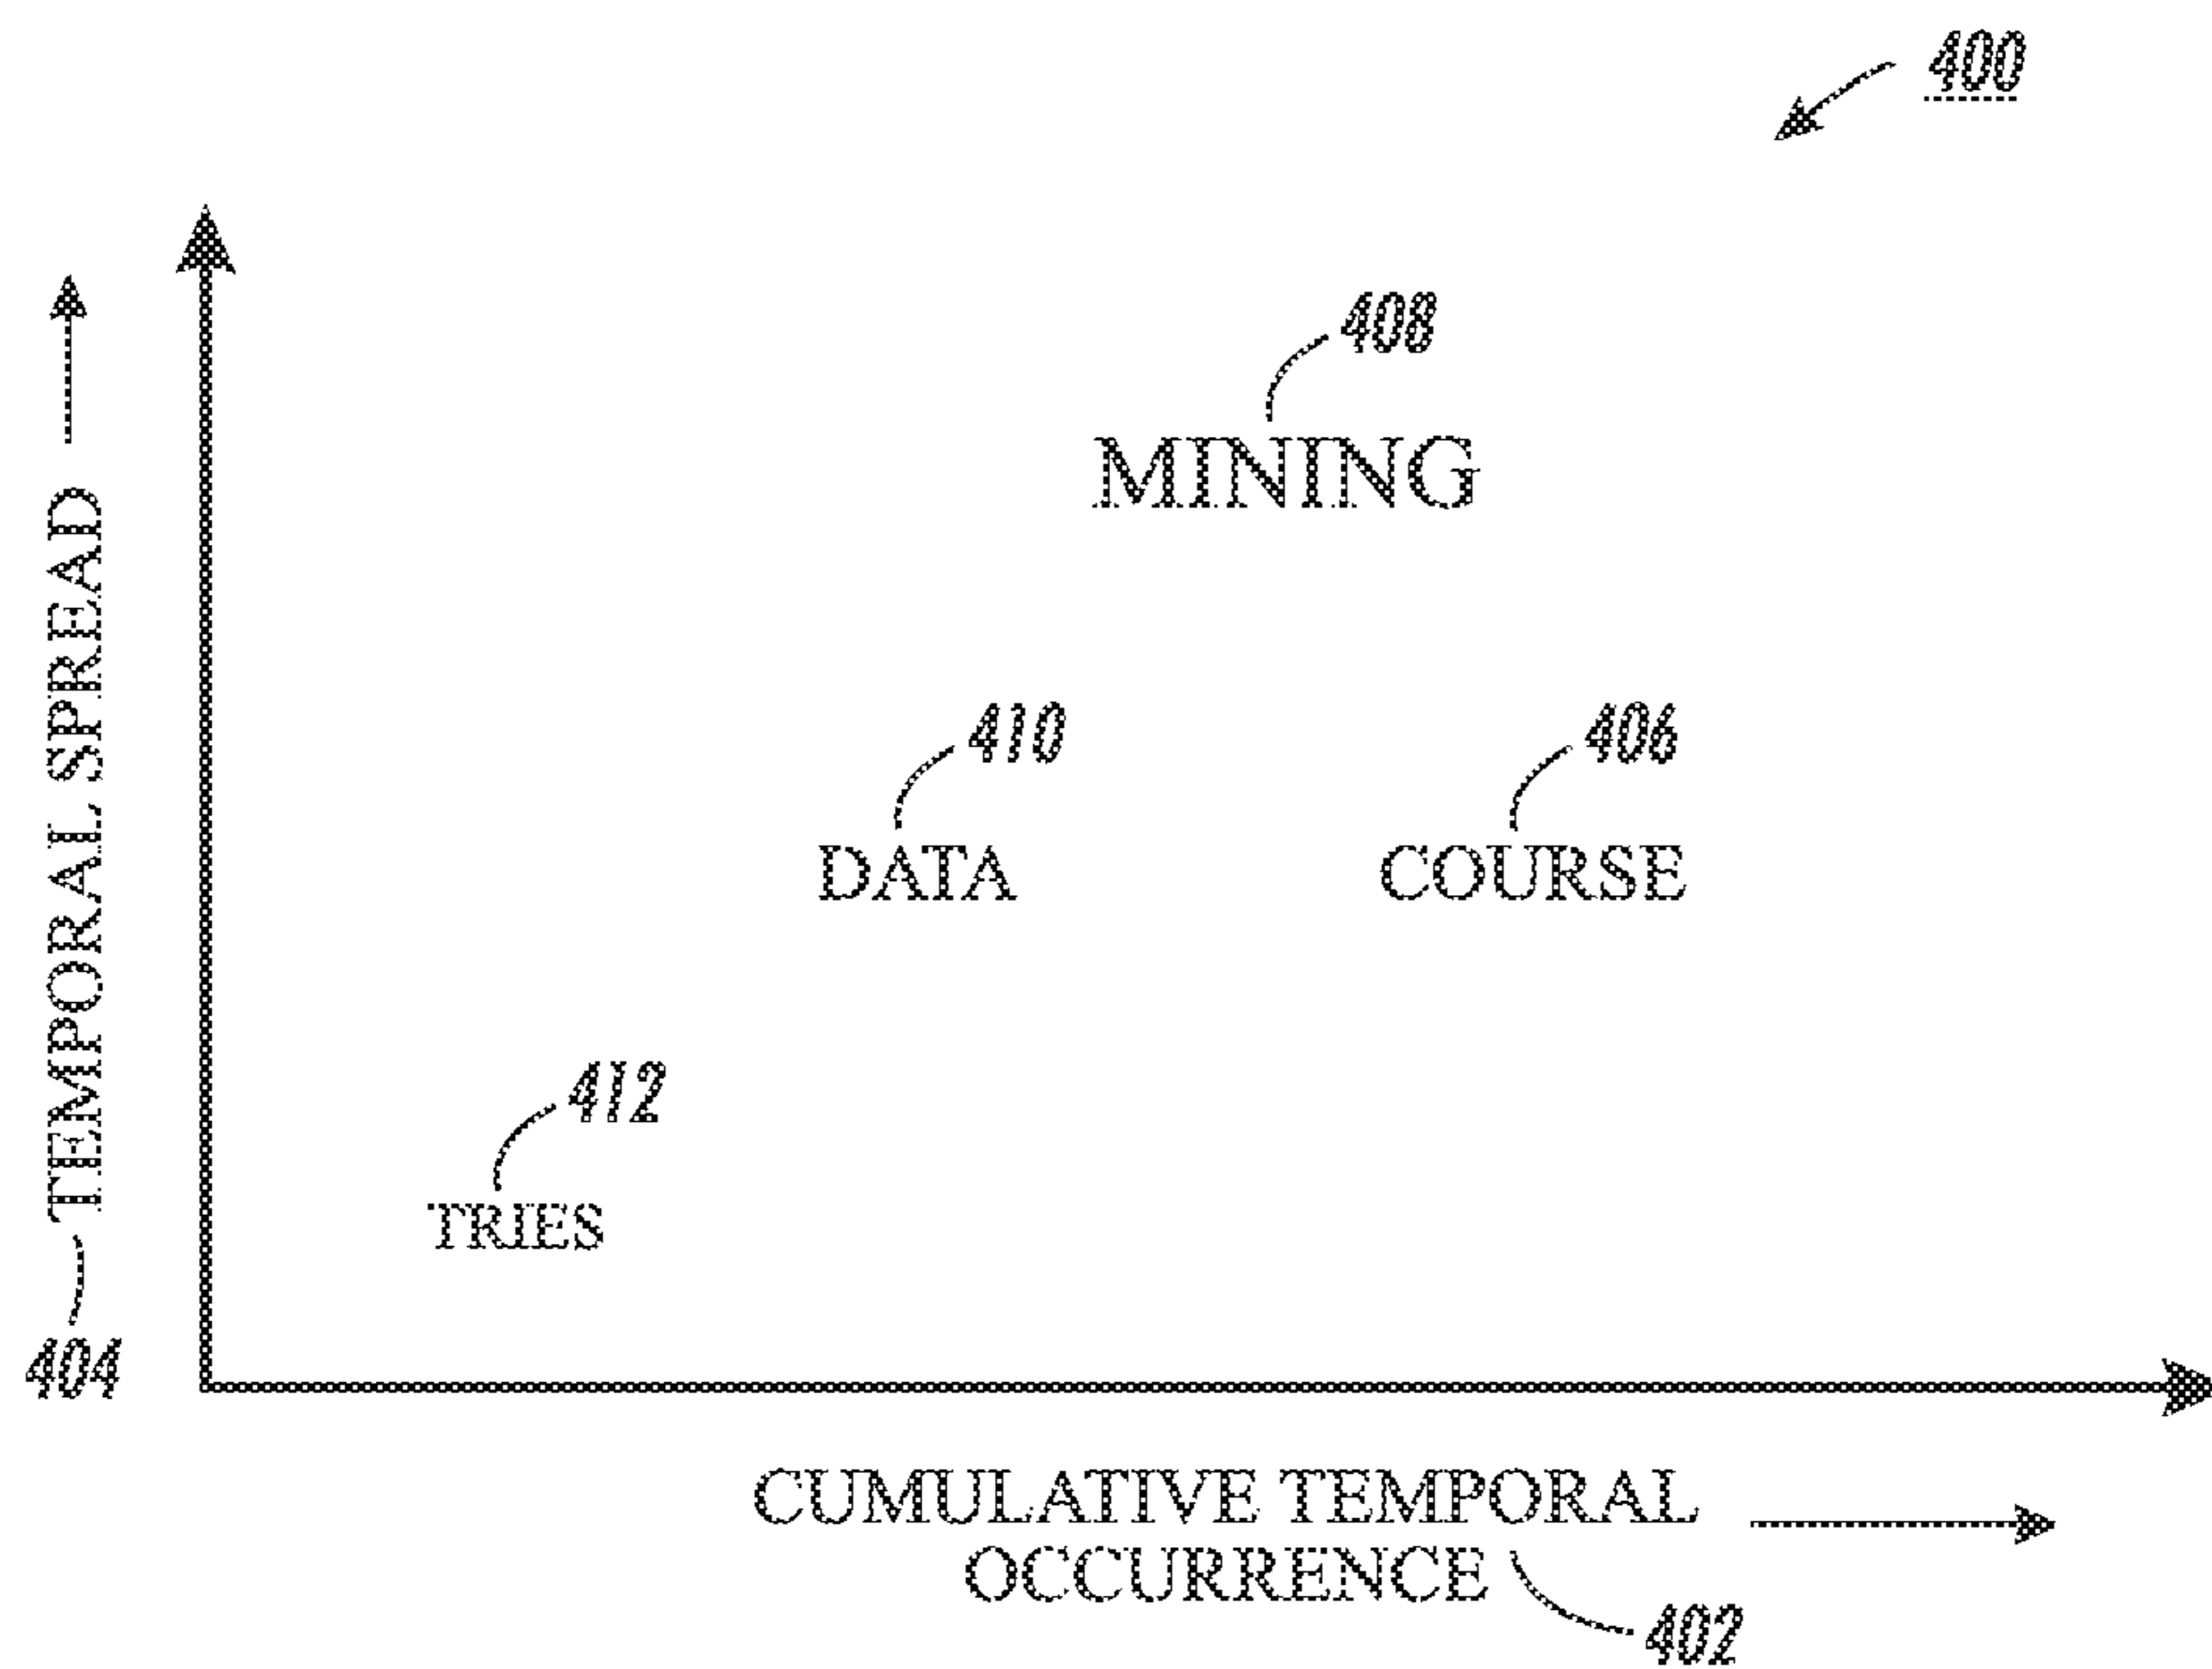 400
408
MINING
410
406
DATA
COURSE
412
TRIES
TEMPORAL SPREAD
404
CUMULATIVE TEMPORAL
OCCURRENCE
402